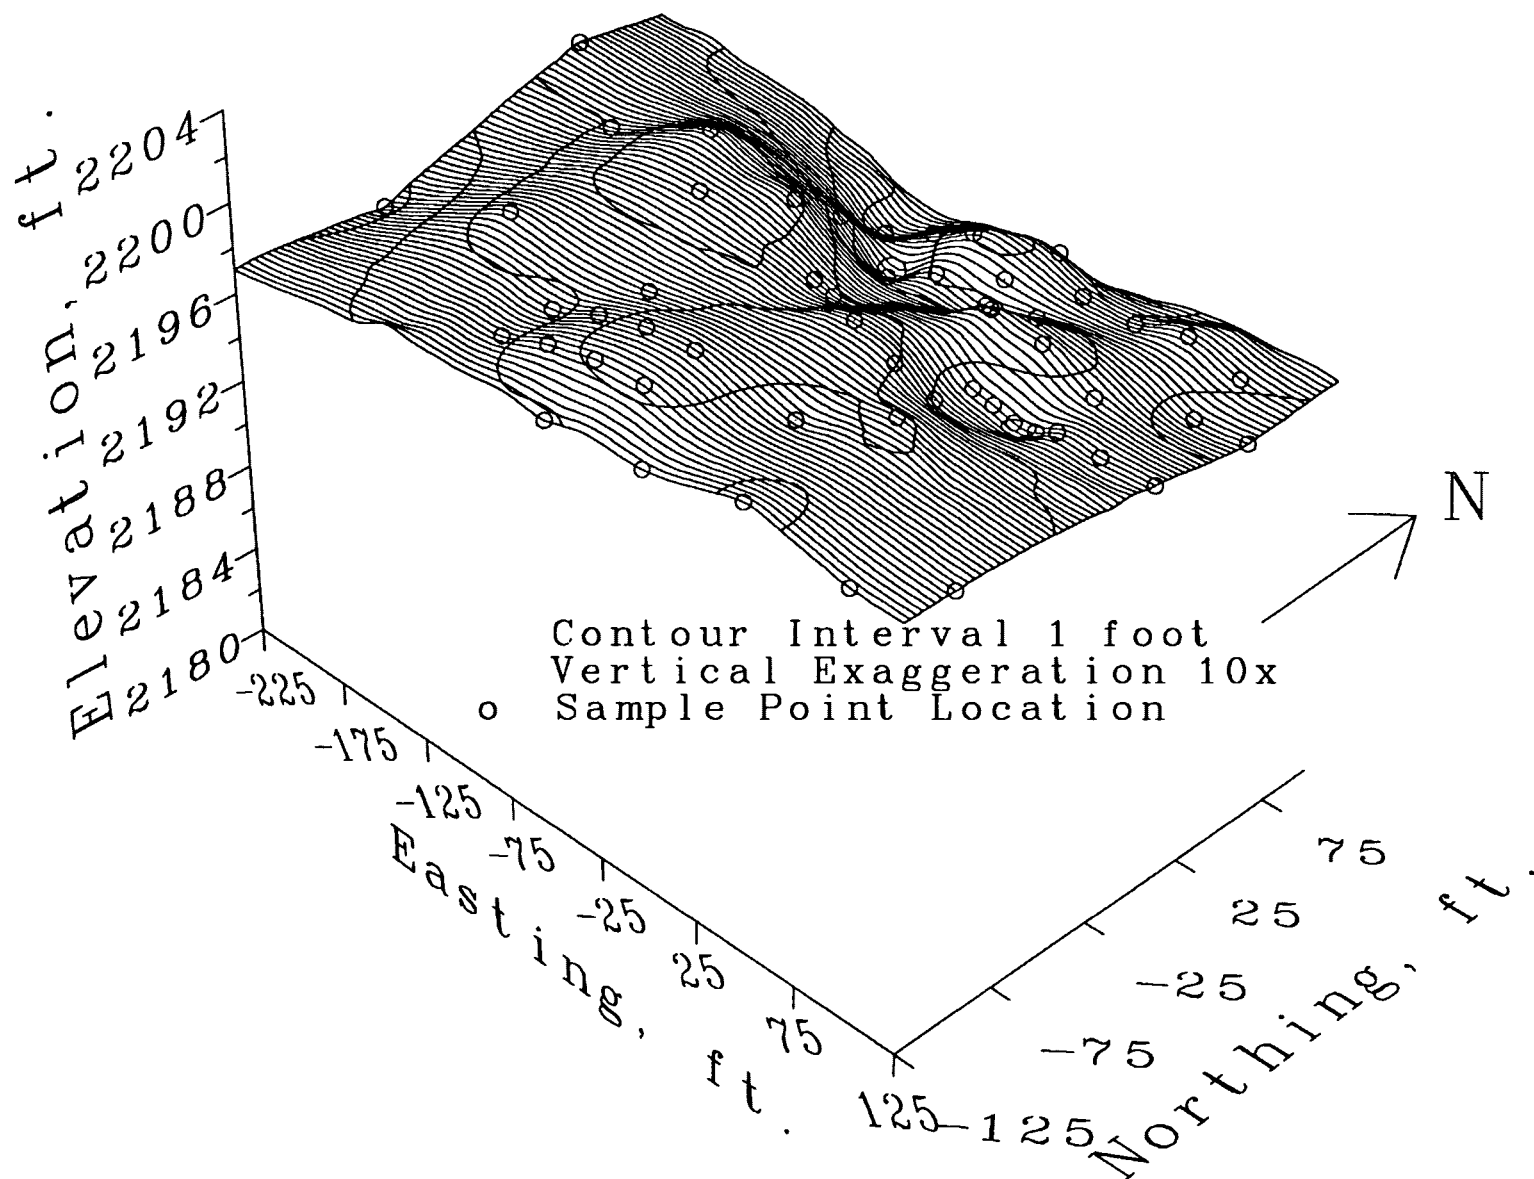 Elevation, ft.
2204
2200
2196
2192
2188
2184
2180
N
Contour Interval 1 foot
Vertical Exaggeration 10x
o Sample Point Location
-225
-175
-125
-75
-25
25
75
125
Easting, ft.
75
25
-25
-75
-125
Northing, ft.